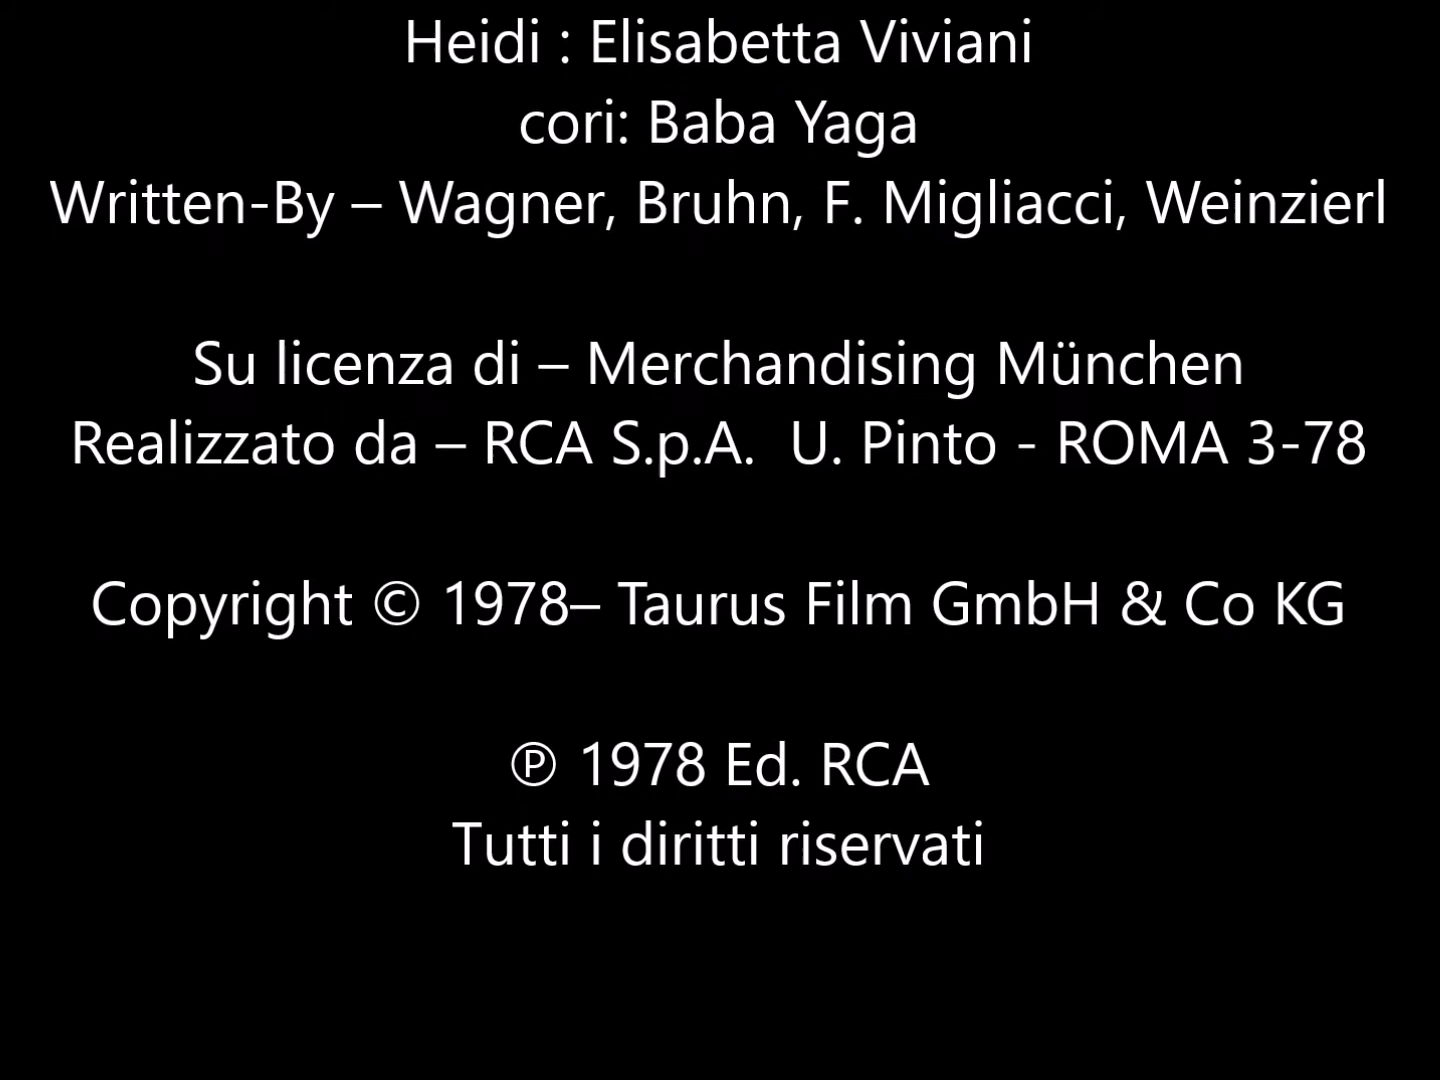 Heidi : Elisabetta Viviani
cori: Baba Yaga
Written-By – Wagner, Bruhn, F. Migliacci, Weinzierl
Su licenza di – Merchandising München
Realizzato da – RCA S.p.A.  U. Pinto - ROMA 3-78
Copyright © 1978– Taurus Film GmbH & Co KG
℗ 1978 Ed. RCA
Tutti i diritti riservati